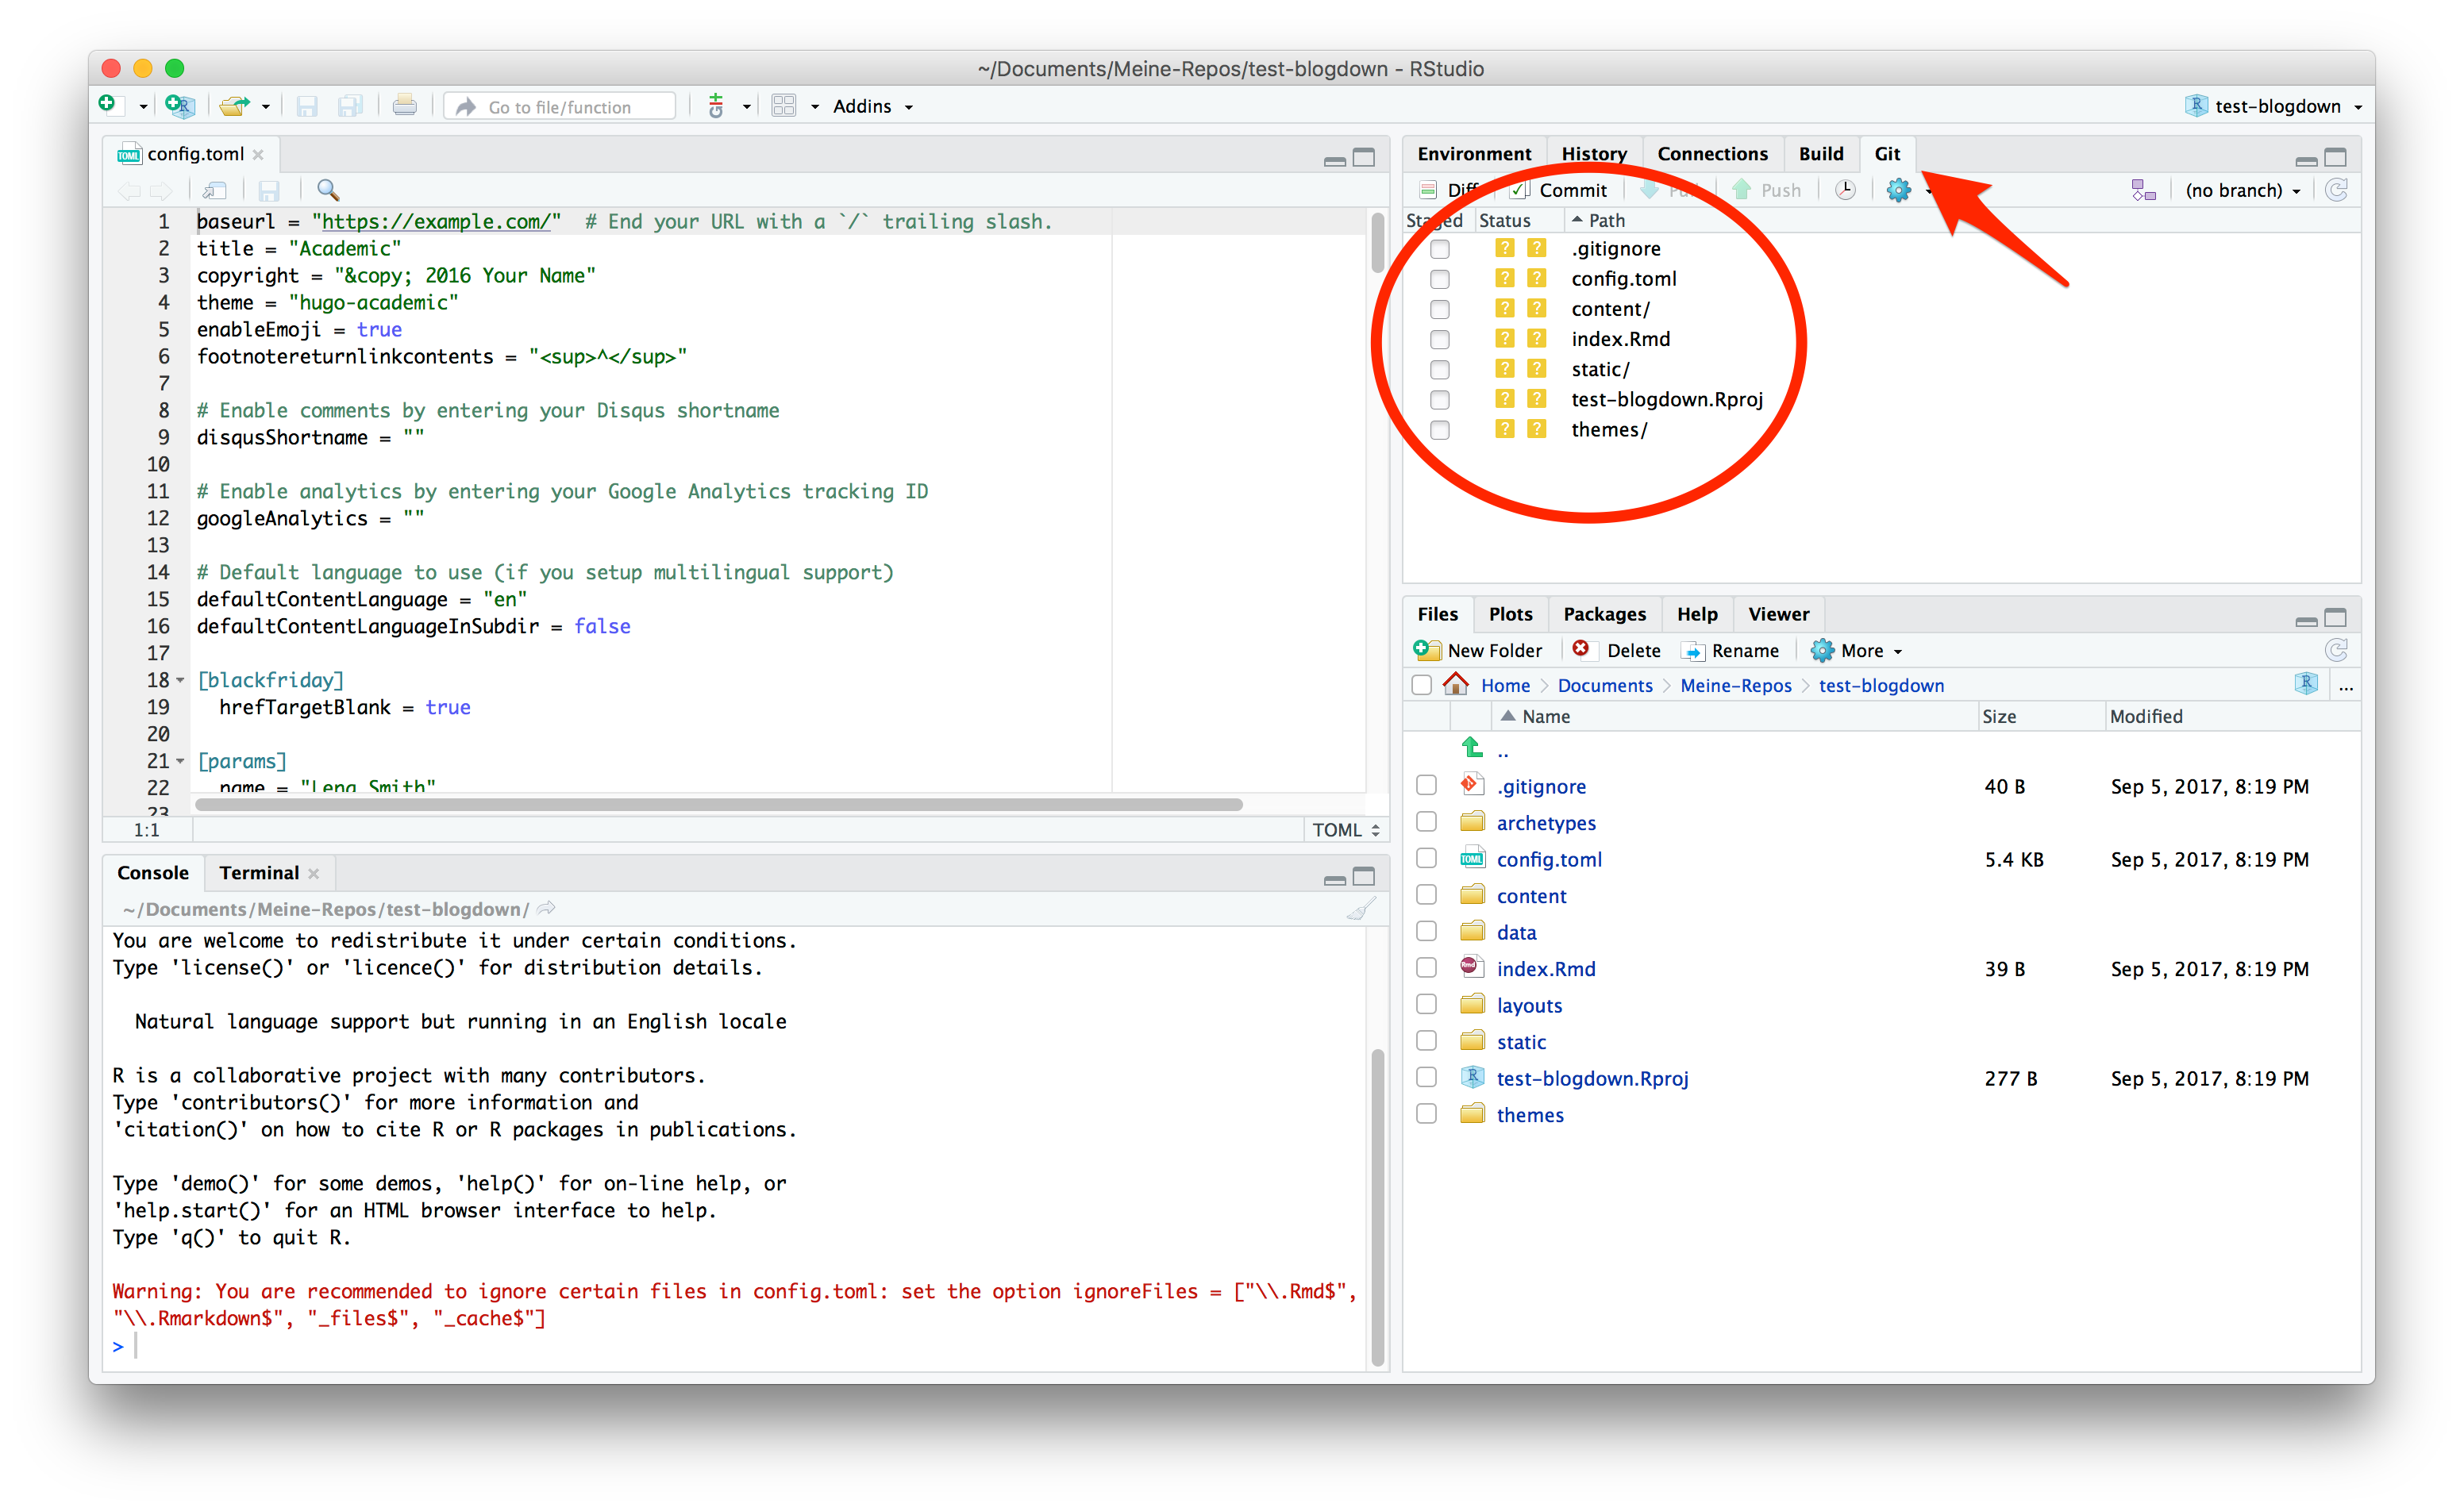 ~/Documents/Meine-Repos/test-blogdown - RStudio
Go to file/function
Addins
test-blogdown
config.toml
1 baseurl = "https://example.com/"  # End your URL with a `/` trailing slash.
2 title = "Academic"
3 copyright = "&copy; 2016 Your Name"
4 theme = "hugo-academic"
5 enableEmoji = true
6 footnotereturnlinkcontents = "<sup>^</sup>"
7
8 # Enable comments by entering your Disqus shortname
9 disqusShortname = ""
10
11 # Enable analytics by entering your Google Analytics tracking ID
12 googleAnalytics = ""
13
14 # Default language to use (if you setup multilingual support)
15 defaultContentLanguage = "en"
16 defaultContentLanguageInSubdir = false
17
18 [blackfriday]
19   hrefTargetBlank = true
20
21 [params]
22   name = "Lena Smith"
23
1:1 TOML
Console Terminal
~/Documents/Meine-Repos/test-blogdown/
You are welcome to redistribute it under certain conditions.
Type 'license()' or 'licence()' for distribution details.
Natural language support but running in an English locale
R is a collaborative project with many contributors.
Type 'contributors()' for more information and
'citation()' on how to cite R or R packages in publications.
Type 'demo()' for some demos, 'help()' for on-line help, or
'help.start()' for an HTML browser interface to help.
Type 'q()' to quit R.
Warning: You are recommended to ignore certain files in config.toml: set the option ignoreFiles = ["\\.Rmd$",
"\\.Rmarkdown$", "_files$", "_cache$"]
>
Environment History Connections Build Git
Diff Commit Pull Push (no branch)
Staged Status Path
? ? .gitignore
? ? config.toml
? ? content/
? ? index.Rmd
? ? static/
? ? test-blogdown.Rproj
? ? themes/
Files Plots Packages Help Viewer
New Folder Delete Rename More
Home Documents Meine-Repos test-blogdown ...
Name Size Modified
..
.gitignore 40 B Sep 5, 2017, 8:19 PM
archetypes
config.toml 5.4 KB Sep 5, 2017, 8:19 PM
content
data
index.Rmd 39 B Sep 5, 2017, 8:19 PM
layouts
static
test-blogdown.Rproj 277 B Sep 5, 2017, 8:19 PM
themes